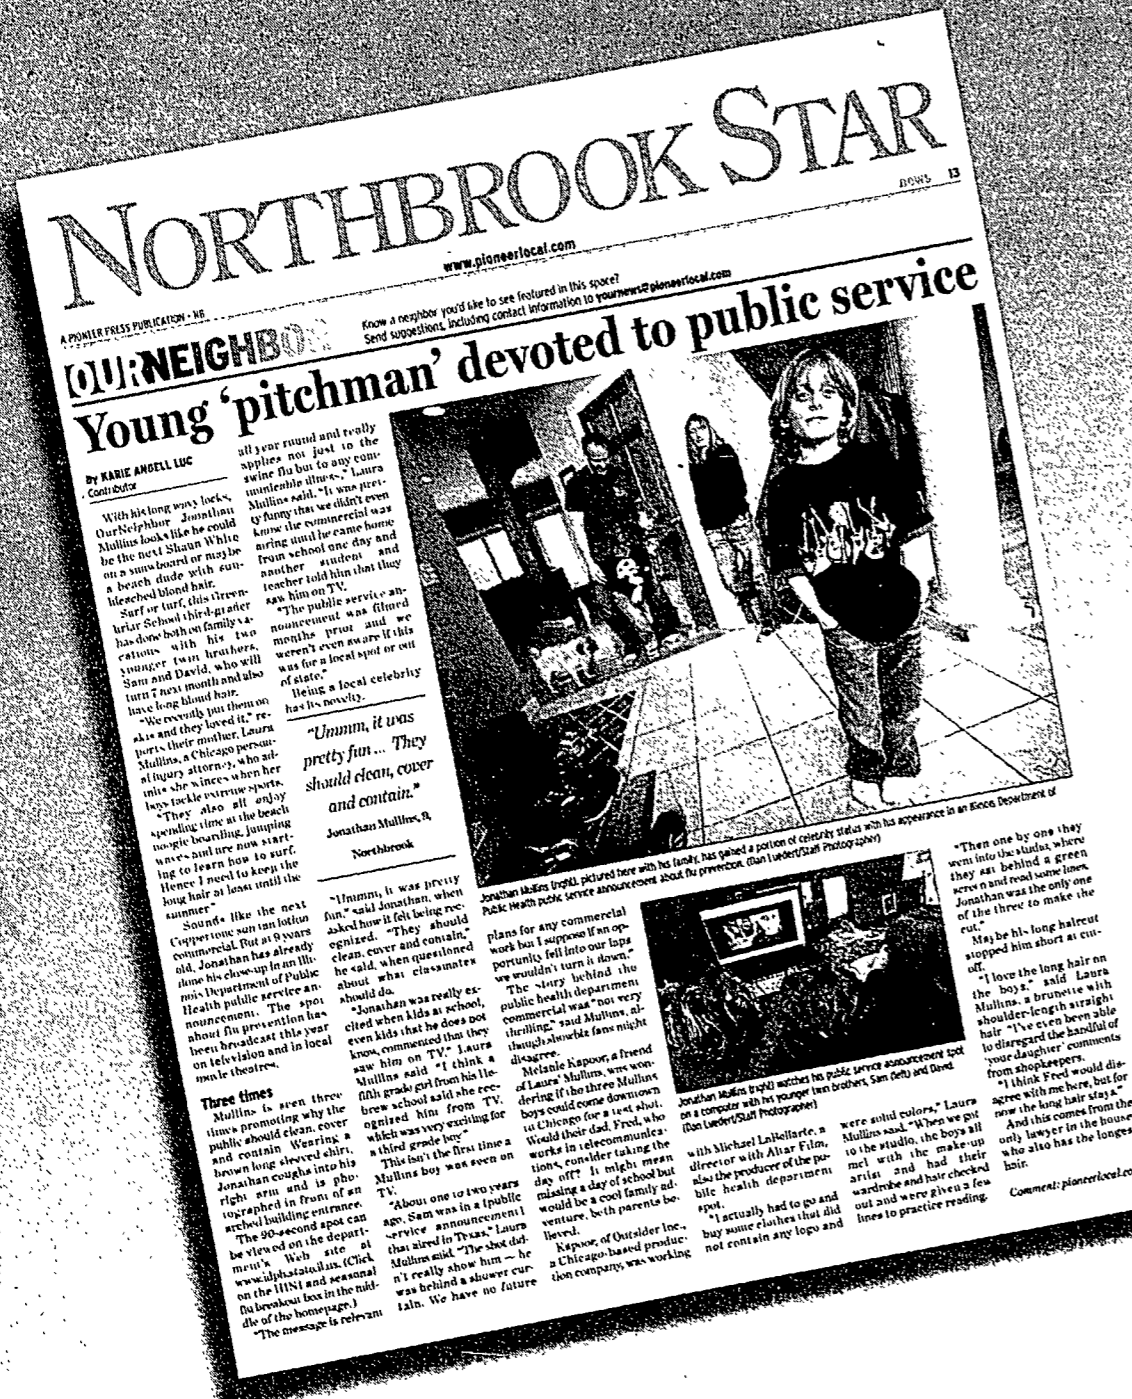 NORTHBROOK STAR
news 13
www.pioneerlocal.com
A PIONEER PRESS PUBLICATION • NB
Know a neighbor you'd like to see featured in this space?
Send suggestions, including contact information to yournews@pioneerlocal.com
OURNEIGHBOR
Young 'pitchman' devoted to public service
By KARIE ANGELL LUC
Contributor
With his long wavy locks,
OurNeighbor Jonathan
Mullins looks like he could
be the next Shaun White
on a snowboard or maybe
a beach dude with sun-
bleached blond hair.
Surf or turf, this Green-
briar School third-grader
has done both on family va-
cations with his two
younger twin brothers,
Sam and David, who will
turn 7 next month and also
have long blond hair.
"We recently put them on
skis and they loved it," re-
ports their mother, Laura
Mullins, a Chicago person-
al injury attorney, who ad-
mits she winces when her
boys tackle extreme sports.
"They also all enjoy
spending time at the beach
boogie boarding, jumping
waves and are now start-
ing to learn how to surf.
Hence I need to keep the
long hair at least until the
summer"
Sounds like the next
Coppertone sun tan lotion
commercial. But at 9 years
old, Jonathan has already
done his close-up in an Illi-
nois Department of Public
Health public service an-
nouncement. The spot
about flu prevention has
been broadcast this year
on television and in local
movie theatres.
Three times
Mullins is seen three
times promoting why the
public should clean, cover
and contain. Wearing a
brown long sleeved shirt,
Jonathan coughs into his
right arm and is pho-
tographed in front of an
arched building entrance.
The 90-second spot can
be viewed on the depart-
ment's Web site at
www.idph.state.il.us. (Click
on the H1N1 and seasonal
flu breakout box in the mid-
dle of the homepage.)
"The message is relevant
all year round and really
applies not just to the
swine flu but to any com-
municable illness," Laura
Mullins said. "It was pret-
ty funny that we didn't even
know the commercial was
airing until he came home
from school one day and
another student and
teacher told him that they
saw him on TV.
"The public service an-
nouncement was filmed
months prior and we
weren't even aware if this
was for a local spot or out
of state."
Being a local celebrity
has its novelty.
"Ummm, it was
pretty fun ... They
should clean, cover
and contain."
Jonathan Mullins, 9,
Northbrook
"Ummm, it was pretty
fun," said Jonathan, when
asked how it felt being rec-
ognized. "They should
clean, cover and contain,"
he said, when questioned
about what classmates
should do.
"Jonathan was really ex-
cited when kids at school,
even kids that he does not
know, commented that they
saw him on TV," Laura
Mullins said "I think a
fifth grade girl from his He-
brew school said she rec-
ognized him from TV,
which was very exciting for
a third grade boy"
This isn't the first time a
Mullins boy was seen on
TV.
"About one to two years
ago, Sam was in a [public
service announcement]
that aired in Texas," Laura
Mullins said. "The shot did-
n't really show him — he
was behind a shower cur-
tain. We have no future
Jonathan Mullins (right), pictured here with his family, has gained a portion of celebrity status with his appearance in an Illinois Department of
Public Health public service announcement about flu prevention. (Dan Luedert/Staff Photographer)
plans for any commercial
work but I suppose if an op-
portunity fell into our laps
we wouldn't turn it down."
The story behind the
public health department
commercial was "not very
thrilling," said Mullins, al-
though showbiz fans might
disagree.
Melanie Kapoor, a friend
of Laura Mullins, was won-
dering if the three Mullins
boys could come downtown
to Chicago for a test shot.
Would their dad, Fred, who
works in telecommunica-
tions, consider taking the
day off? It might mean
missing a day of school but
would be a cool family ad-
venture, both parents be-
lieved.
Kapoor, of Outsider Inc.,
a Chicago-based produc-
tion company, was working
Jonathan Mullins (right) watches his public service announcement spot
on a computer with his younger twin brothers, Sam (left) and David.
(Dan Luedert/Staff Photographer)
with Michael LaBellarte, a
director with Altar Film,
also the producer of the pu-
bilc health department
spot.
"I actually had to go and
buy some clothes that did
not contain any logo and
were solid colors," Laura
Mullins said. "When we got
to the studio, the boys all
met with the make-up
artist and had their
wardrobe and hair checked
out and were given a few
lines to practice reading.
"Then one by one they
went into the studio, where
they sat behind a green
screen and read some lines.
Jonathan was the only one
of the three to make the
cut."
Maybe his long haircut
stopped him short at cut-
off.
"I love the long hair on
the boys," said Laura
Mullins, a brunette with
shoulder-length straight
hair "I've even been able
to disregard the handful of
'your daughter' comments
from shopkeepers.
"I think Fred would dis-
agree with me here, but for
now the long hair stays."
And this comes from the
only lawyer in the house
who also has the longes
hair.
Comment: pioneerlocal.co